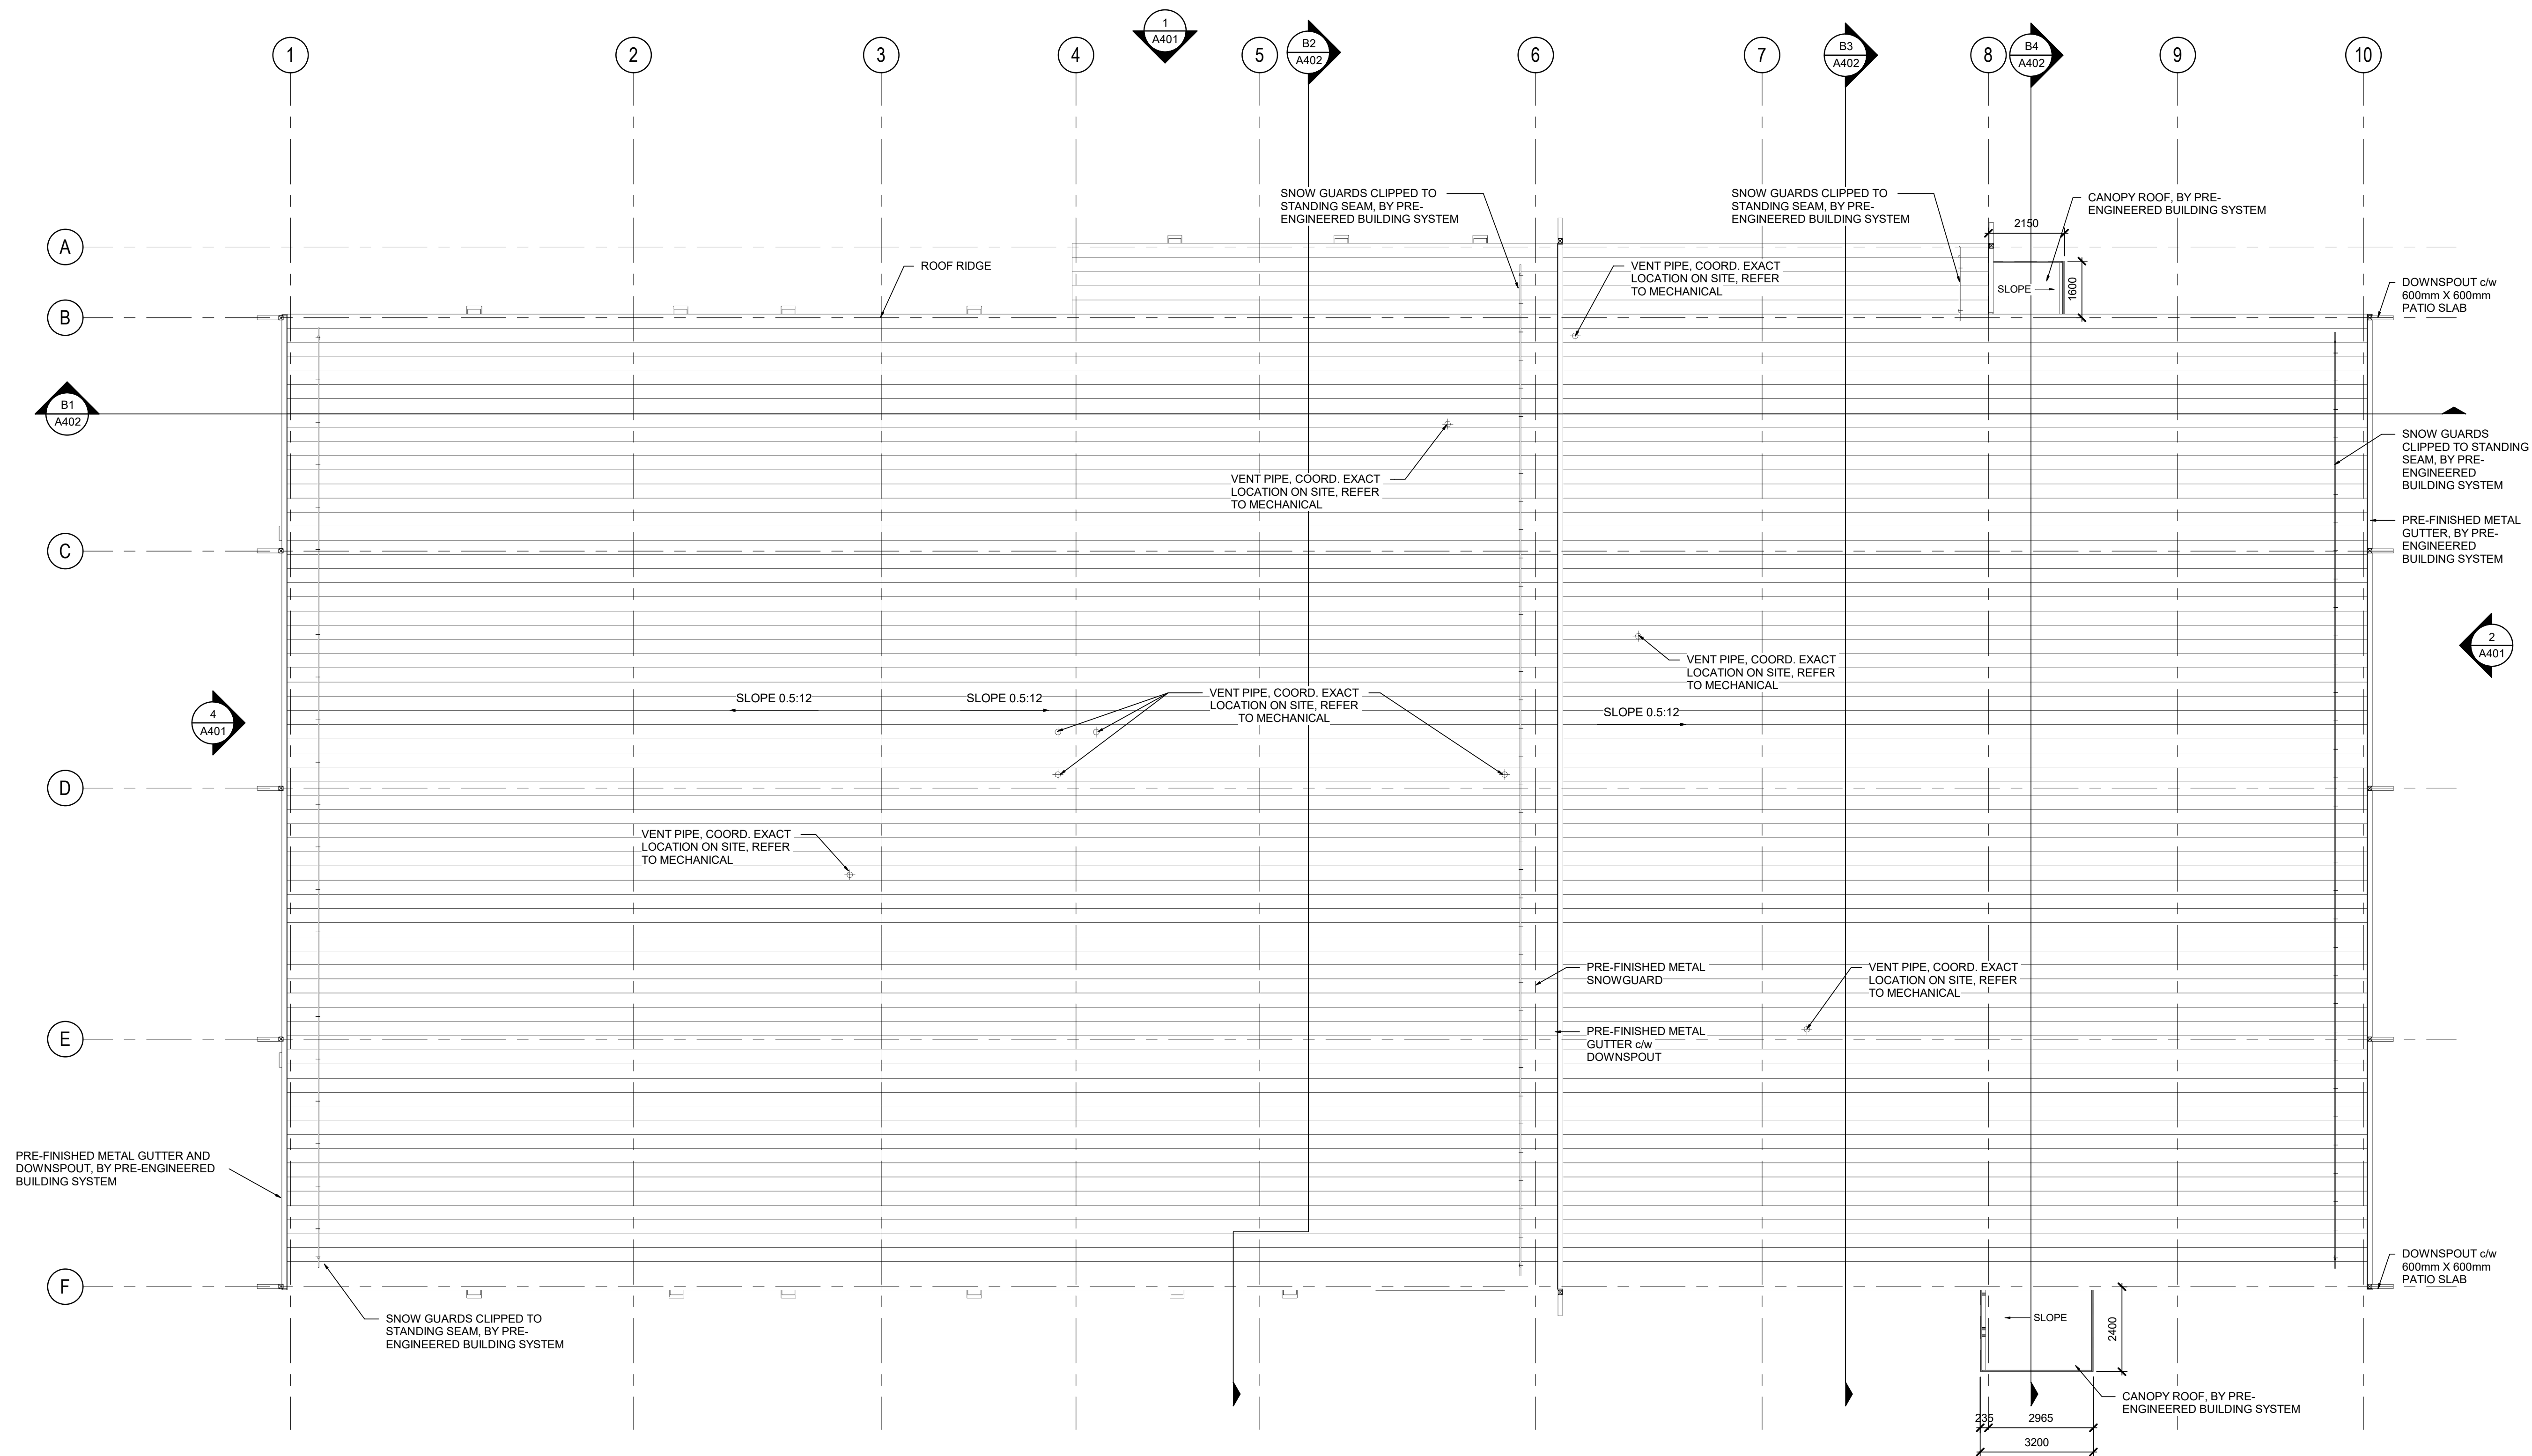 1
2
3
4
1
A401
5
B2
A402
6
7
B3
A402
8
B4
A402
9
10
SNOW GUARDS CLIPPED TO
STANDING SEAM, BY PRE-
ENGINEERED BUILDING SYSTEM
SNOW GUARDS CLIPPED TO
STANDING SEAM, BY PRE-
ENGINEERED BUILDING SYSTEM
CANOPY ROOF, BY PRE-
ENGINEERED BUILDING SYSTEM
2150
A
ROOF RIDGE
VENT PIPE, COORD. EXACT
LOCATION ON SITE, REFER
TO MECHANICAL
SLOPE
1600
DOWNSPOUT c/w
600mm X 600mm
PATIO SLAB
B
B1
A402
SNOW GUARDS
CLIPPED TO STANDING
SEAM, BY PRE-
ENGINEERED
BUILDING SYSTEM
VENT PIPE, COORD. EXACT
LOCATION ON SITE, REFER
TO MECHANICAL
PRE-FINISHED METAL
GUTTER, BY PRE-
ENGINEERED
BUILDING SYSTEM
C
2
A401
VENT PIPE, COORD. EXACT
LOCATION ON SITE, REFER
TO MECHANICAL
4
A401
SLOPE 0.5:12
SLOPE 0.5:12
VENT PIPE, COORD. EXACT
LOCATION ON SITE, REFER
TO MECHANICAL
SLOPE 0.5:12
D
VENT PIPE, COORD. EXACT
LOCATION ON SITE, REFER
TO MECHANICAL
PRE-FINISHED METAL
SNOWGUARD
VENT PIPE, COORD. EXACT
LOCATION ON SITE, REFER
TO MECHANICAL
E
PRE-FINISHED METAL
GUTTER c/w
DOWNSPOUT
PRE-FINISHED METAL GUTTER AND
DOWNSPOUT, BY PRE-ENGINEERED
BUILDING SYSTEM
F
DOWNSPOUT c/w
600mm X 600mm
PATIO SLAB
SNOW GUARDS CLIPPED TO
STANDING SEAM, BY PRE-
ENGINEERED BUILDING SYSTEM
SLOPE
2400
CANOPY ROOF, BY PRE-
ENGINEERED BUILDING SYSTEM
235
2965
3200